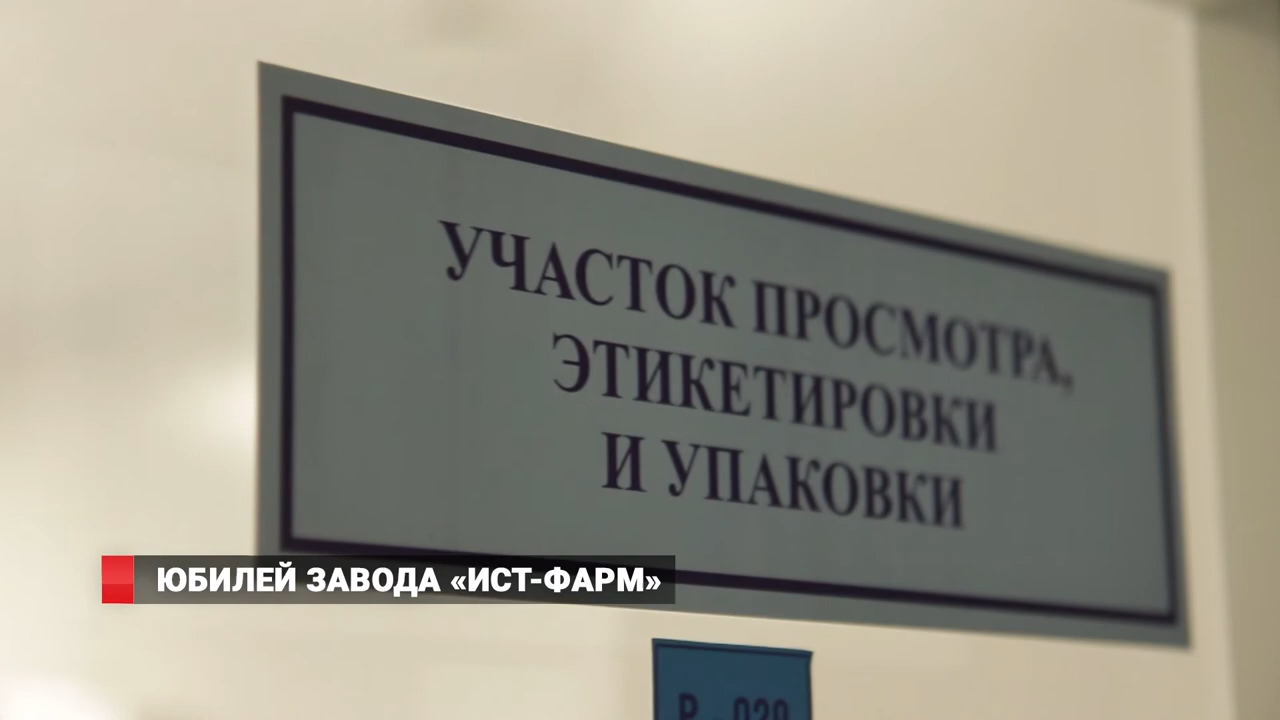 УЧАСТОК ПРОСМОТРА,
ЭТИКЕТИРОВКИ
И УПАКОВКИ
ЮБИЛЕЙ ЗАВОДА «ИСТ-ФАРМ»